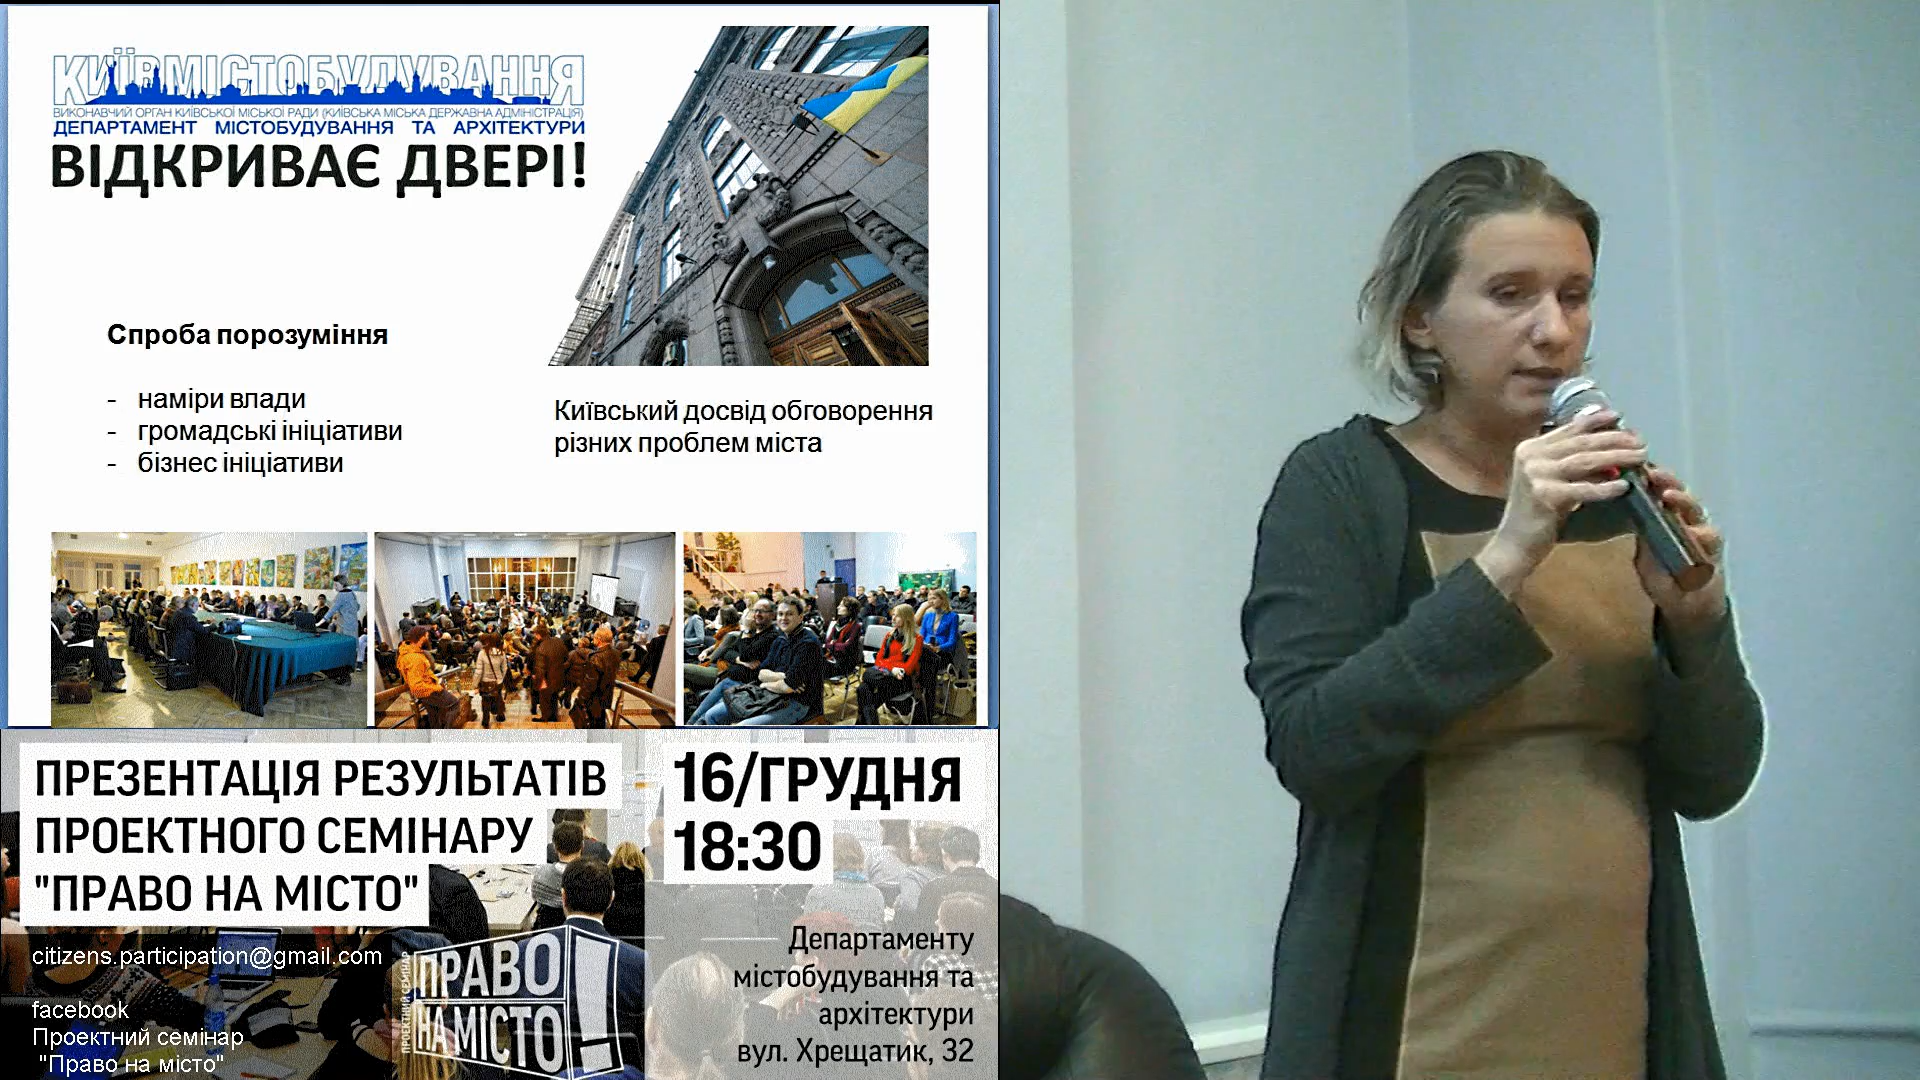 КИЇВМІСТОБУДУВАННЯ
ВИКОНАВЧИЙ ОРГАН КИЇВСЬКОЇ МІСЬКОЇ РАДИ (КИЇВСЬКА МІСЬКА ДЕРЖАВНА АДМІНІСТРАЦІЯ)
ДЕПАРТАМЕНТ МІСТОБУДУВАННЯ ТА АРХІТЕКТУРИ
ВІДКРИВАЄ ДВЕРІ!
Спроба порозуміння
- наміри влади
- громадські ініціативи
- бізнес ініціативи
Київський досвід обговорення
різних проблем міста
ПРЕЗЕНТАЦІЯ РЕЗУЛЬТАТІВ
ПРОЕКТНОГО СЕМІНАРУ
"ПРАВО НА МІСТО"
16/ГРУДНЯ
18:30
citizens.participation@gmail.com
facebook
Проектний семінар
"Право на місто"
ПРОЕКТНИЙ СЕМІНАР
ПРАВО
НА МІСТО
!
Департаменту
містобудування та
архітектури
вул. Хрещатик, 32